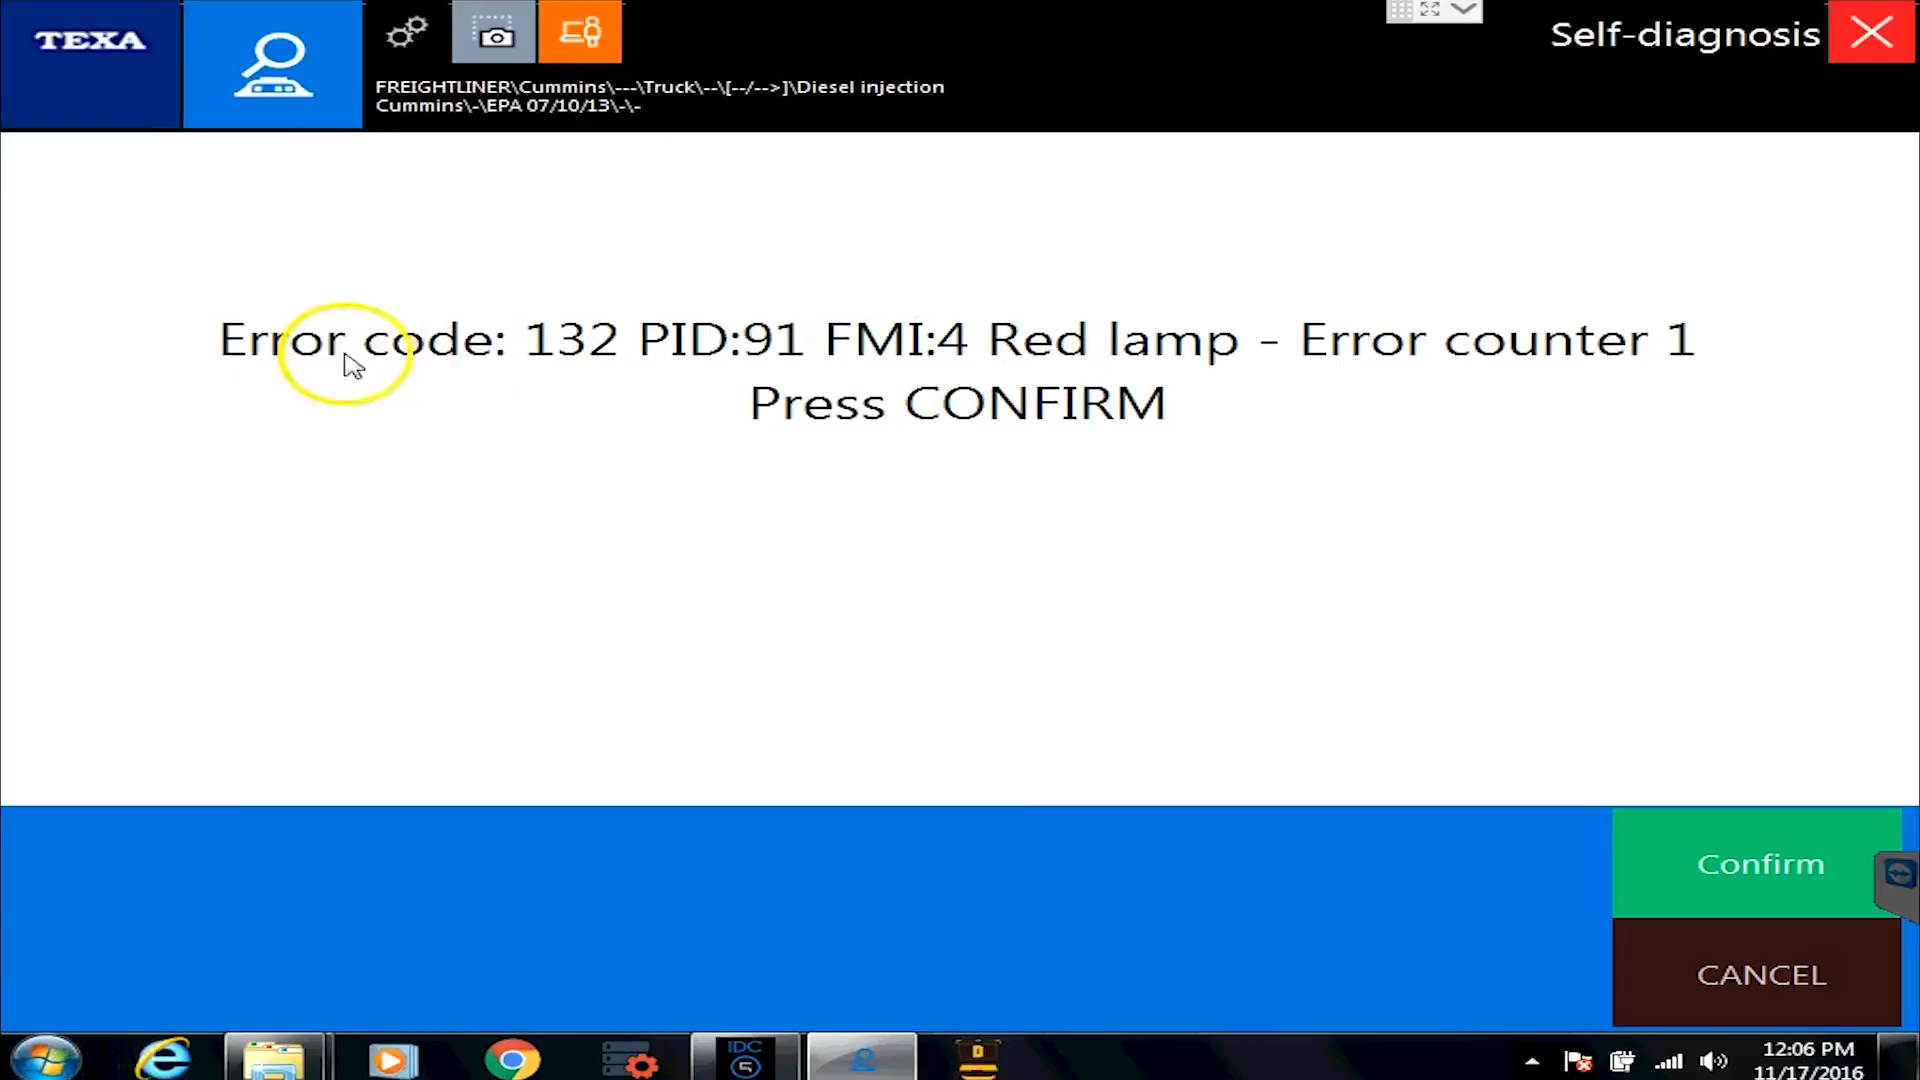 TEXA
Self-diagnosis
FREIGHTLINER\Cummins\---\Truck\--\[--/-->]\Diesel injection
Cummins\-\EPA 07/10/13\-\-
Error code: 132 PID:91 FMI:4 Red lamp - Error counter 1
Press CONFIRM
Confirm
CANCEL
IDC
5
12:06 PM
11/17/2016